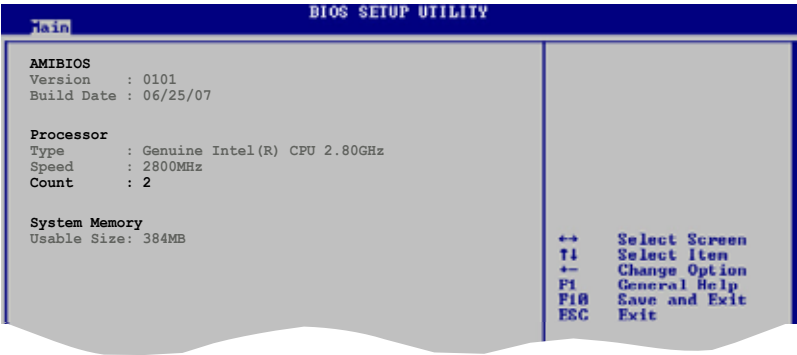 BIOS SETUP UTILITY
Main
AMIBIOS
Version : 0101
Build Date : 06/25/07
Processor
Type : Genuine Intel(R) CPU 2.80GHz
Speed : 2800MHz
Count : 2
System Memory
Usable Size: 384MB
←→ Select Screen
↑↓ Select Item
+- Change Option
F1 General Help
F10 Save and Exit
ESC Exit